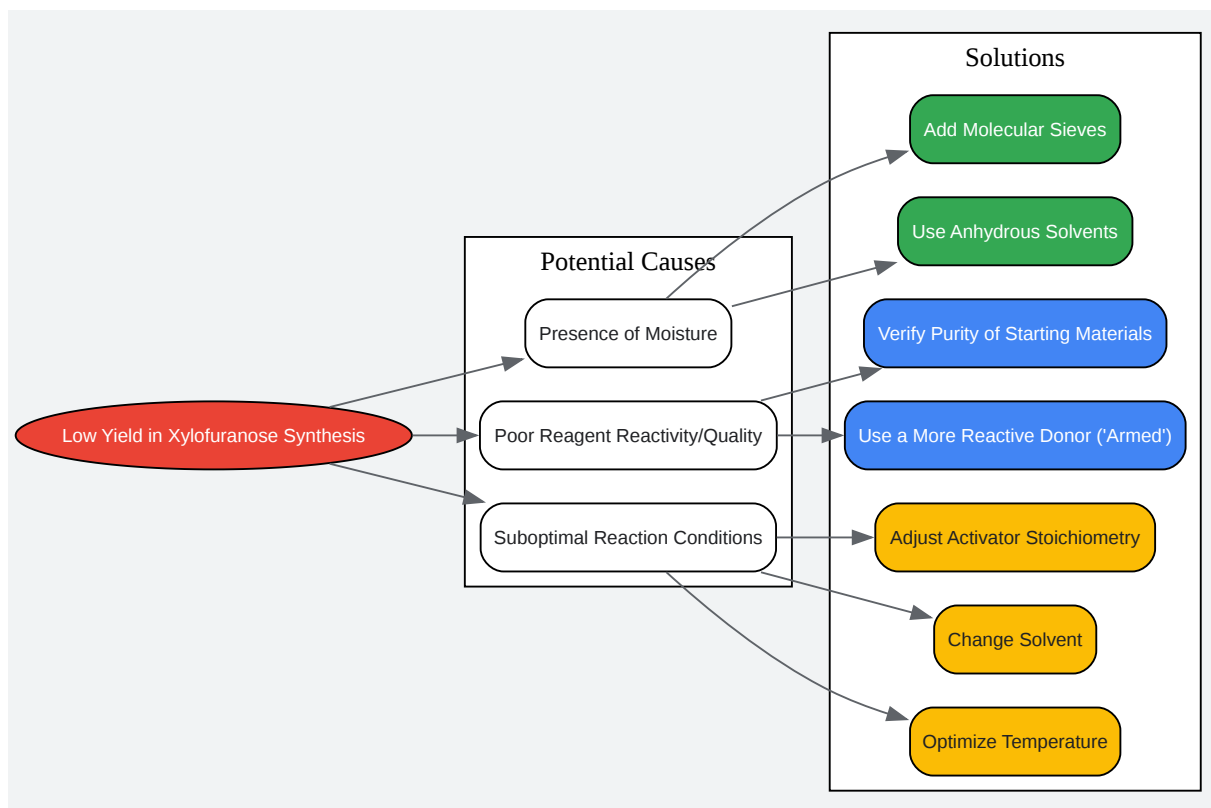 Low Yield in Xylofuranose Synthesis
Potential Causes
Presence of Moisture
Poor Reagent Reactivity/Quality
Suboptimal Reaction Conditions
Solutions
Add Molecular Sieves
Use Anhydrous Solvents
Verify Purity of Starting Materials
Use a More Reactive Donor ('Armed')
Adjust Activator Stoichiometry
Change Solvent
Optimize Temperature